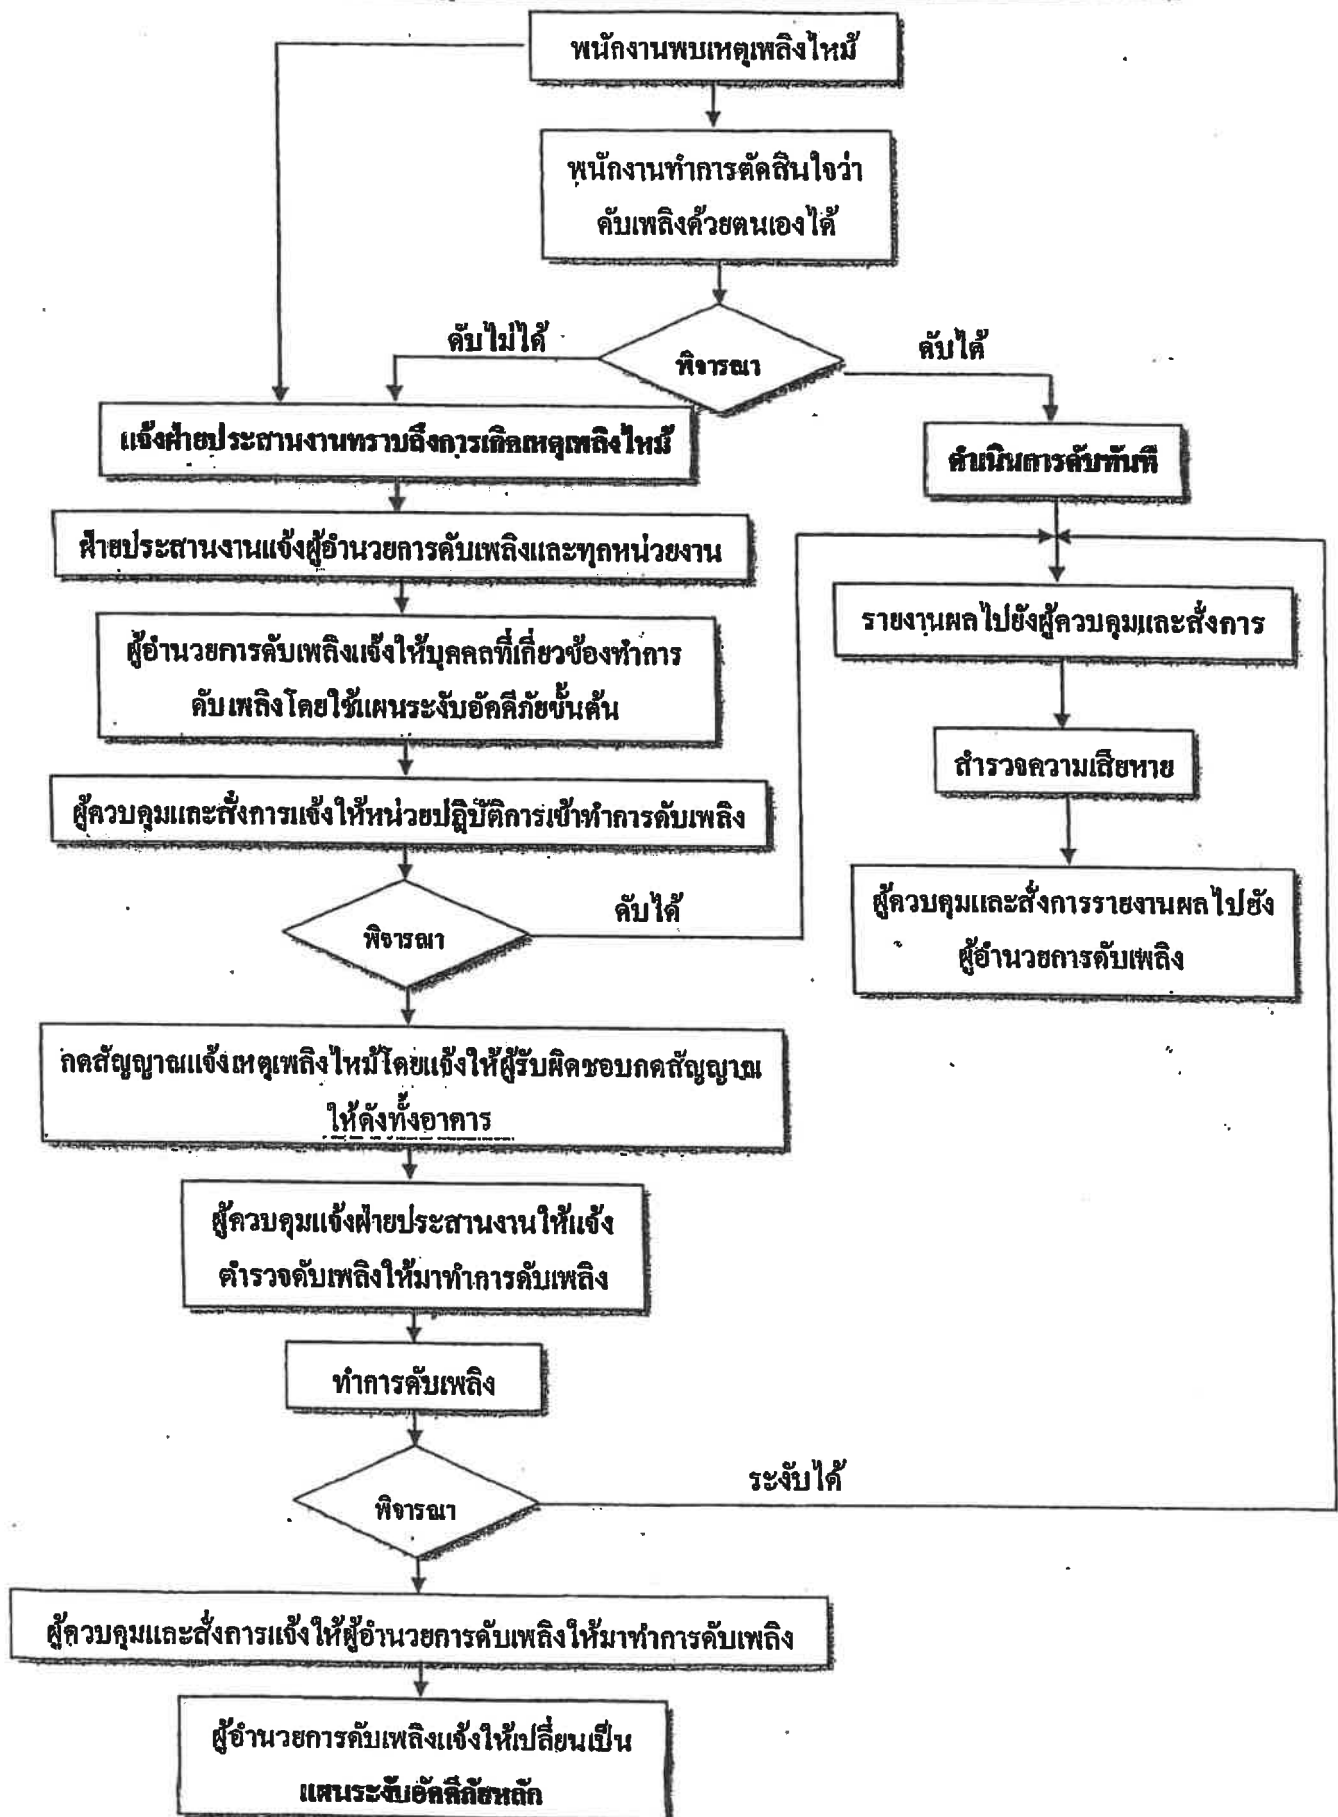 พนักงานพบเหตุเพลิงไหม้
พนักงานทำการตัดสินใจว่า
ดับเพลิงด้วยตนเองได้
ดับไม่ได้
พิจารณา
ดับได้
แจ้งฝ่ายประสานงานทราบถึงการเกิดเหตุเพลิงไหม้
ดำเนินการดับทันที
ฝ่ายประสานงานแจ้งผู้อำนวยการดับเพลิงและทุกหน่วยงาน
รายงานผลไปยังผู้ควบคุมและสั่งการ
ผู้อำนวยการดับเพลิงแจ้งให้บุคคลที่เกี่ยวข้องทำการ
ดับเพลิงโดยใช้แผนระงับอัคคีภัยขั้นต้น
สำรวจความเสียหาย
ผู้ควบคุมและสั่งการแจ้งให้หน่วยปฏิบัติการเข้าทำการดับเพลิง
ผู้ควบคุมและสั่งการรายงานผลไปยัง
ผู้อำนวยการดับเพลิง
พิจารณา
ดับได้
กดสัญญาณแจ้งเหตุเพลิงไหม้โดยแจ้งให้ผู้รับผิดชอบกดสัญญาณ
ให้ดังทั้งอาคาร
ผู้ควบคุมแจ้งฝ่ายประสานงานให้แจ้ง
ตำรวจดับเพลิงให้มาทำการดับเพลิง
ทำการดับเพลิง
พิจารณา
ระงับได้
ผู้ควบคุมและสั่งการแจ้งให้ผู้อำนวยการดับเพลิงให้มาทำการดับเพลิง
ผู้อำนวยการดับเพลิงแจ้งให้เปลี่ยนเป็น
แผนระงับอัคคีภัยหลัก